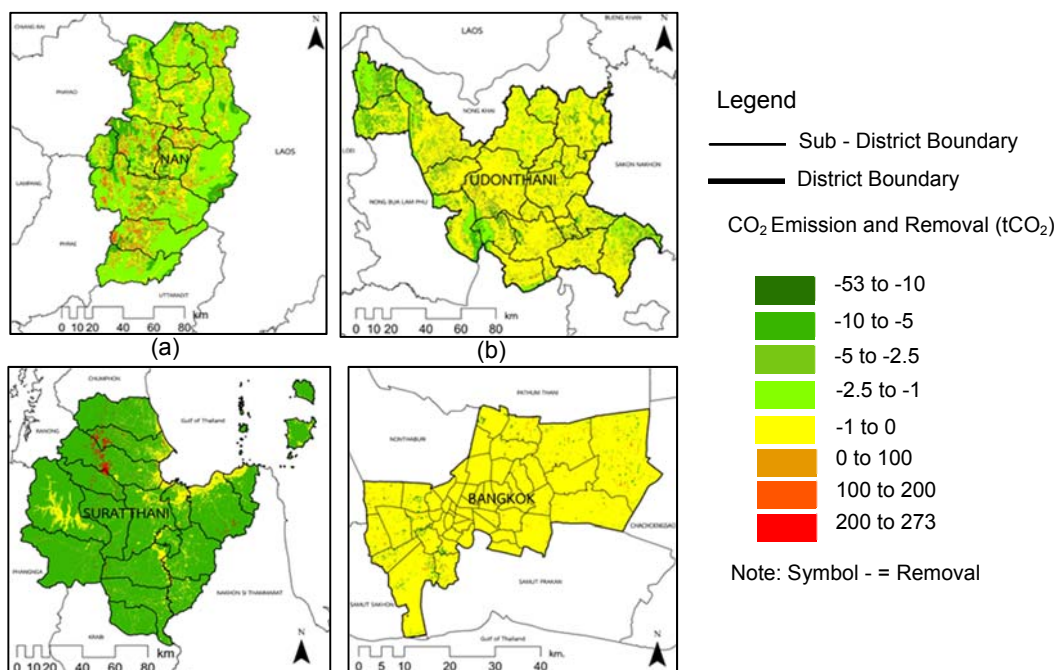 CHIANG RAI
N
PHAYAO
NAN
LAOS
LAMPANG
PHRAE
UTTARADIT
0 10 20 40 60 80
km
(a)
BEUNG KHAN
N
LAOS
NONG KHAI
LOEI
SAKON NAKHON
UDONTHANI
NONG BUA LAM PHU
0 10 20 40 60 80
km
(b)
CHUMPHON
RANONG
Gulf of Thailand
SURATTHANI
PHANGNGA
NAKHON SI THAMMARAT
KRABI
N
km
0 10 20 40 60 80
PATHUM THANI
NONTHABURI
BANGKOK
CHACHOENGSAO
SAMUT PRAKAN
SAMUT SAKHON
Gulf of Thailand
N
km.
0 5 10 20 30 40
Legend
Sub - District Boundary
District Boundary
CO₂ Emission and Removal (tCO₂)
-53 to -10
-10 to -5
-5 to -2.5
-2.5 to -1
-1 to 0
0 to 100
100 to 200
200 to 273
Note: Symbol - = Removal